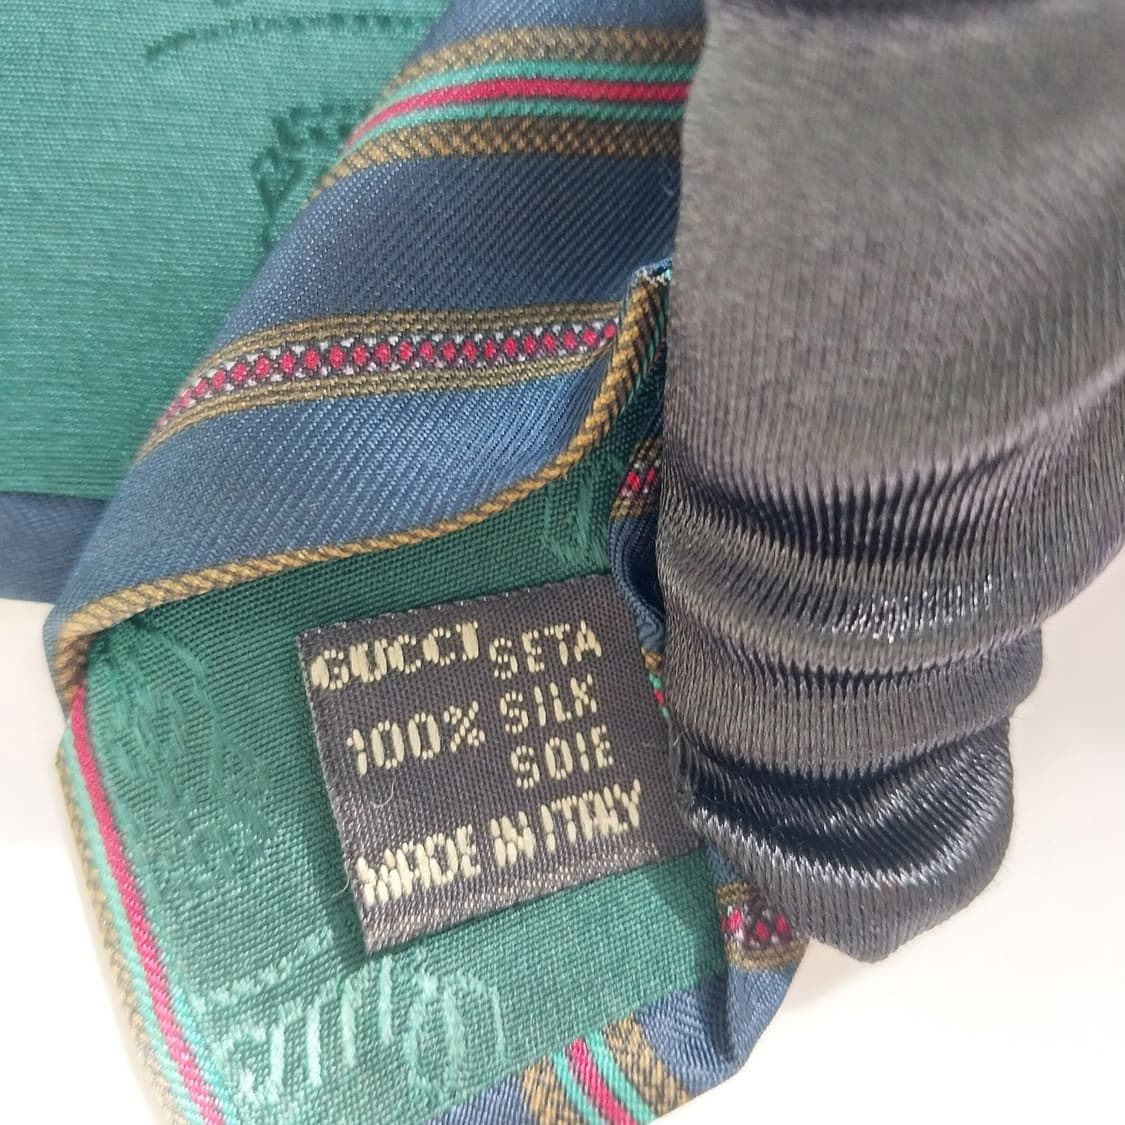 GUCCI SETA
100% SILK
SOIE
MADE IN ITALY